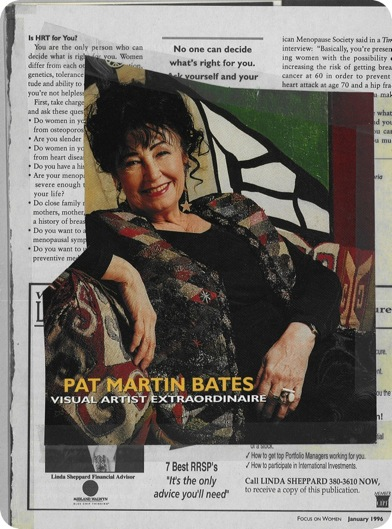 Is HRT for You?
You are the only person who can
decide what is right for you. Women
differ from each o
genetics, tolerance
tude and ability to
you're not helpless
First, take charge
and ask these ques
• Do women in yo
from osteoporos
• Are you slender
• Do women in yo
from heart diseas
• Do you have a hi
• Are your menop
severe enough t
your life?
• Do close family
mothers, mother
a history of breas
• Do you want to a
menopausal symp
• Do you want to a
preventive med
No one can decide
what's right for you.
Ask yourself and your
ican Menopause Society said in a Tim
interview: "Basically, you're presen
ing women with the possibility
increasing the risk of getting brea
cancer at 60 in order to prevent
heart attack at age 70 and a hip fra
PAT MARTIN BATES
VISUAL ARTIST EXTRAORDINAIRE
Linda Sheppard Financial Advisor
7 Best RRSP's
"It's the only
advice you'll need"
✓ How to get top Portfolio Managers working for you.
✓ How to participate in International Investments.
Call LINDA SHEPPARD 380-3610 NOW,
to receive a copy of this publication.
FOCUS ON WOMEN January 1996